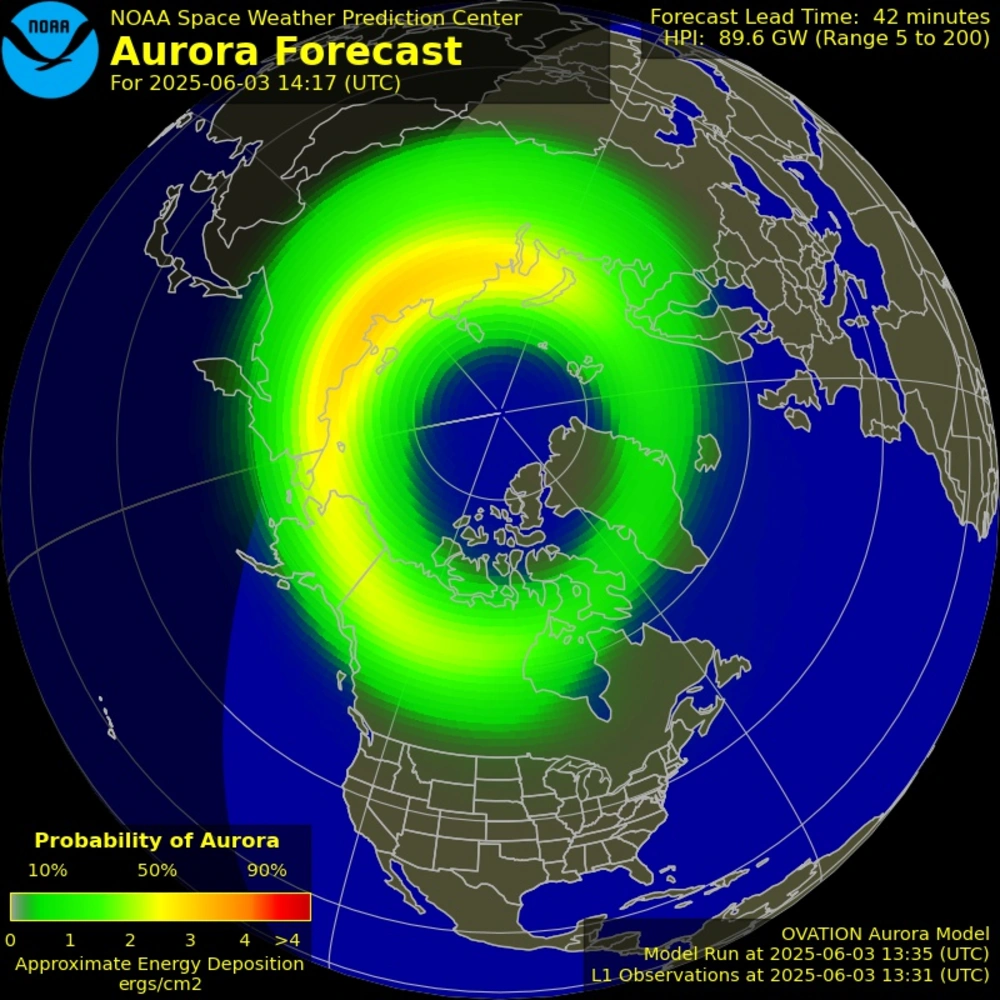 NOAA
NOAA Space Weather Prediction Center
Aurora Forecast
For 2025-06-03 14:17 (UTC)
Forecast Lead Time: 42 minutes
HPI: 89.6 GW (Range 5 to 200)
Probability of Aurora
10% 50% 90%
0 1 2 3 4 >4
Approximate Energy Deposition
ergs/cm2
OVATION Aurora Model
Model Run at 2025-06-03 13:35 (UTC)
L1 Observations at 2025-06-03 13:31 (UTC)